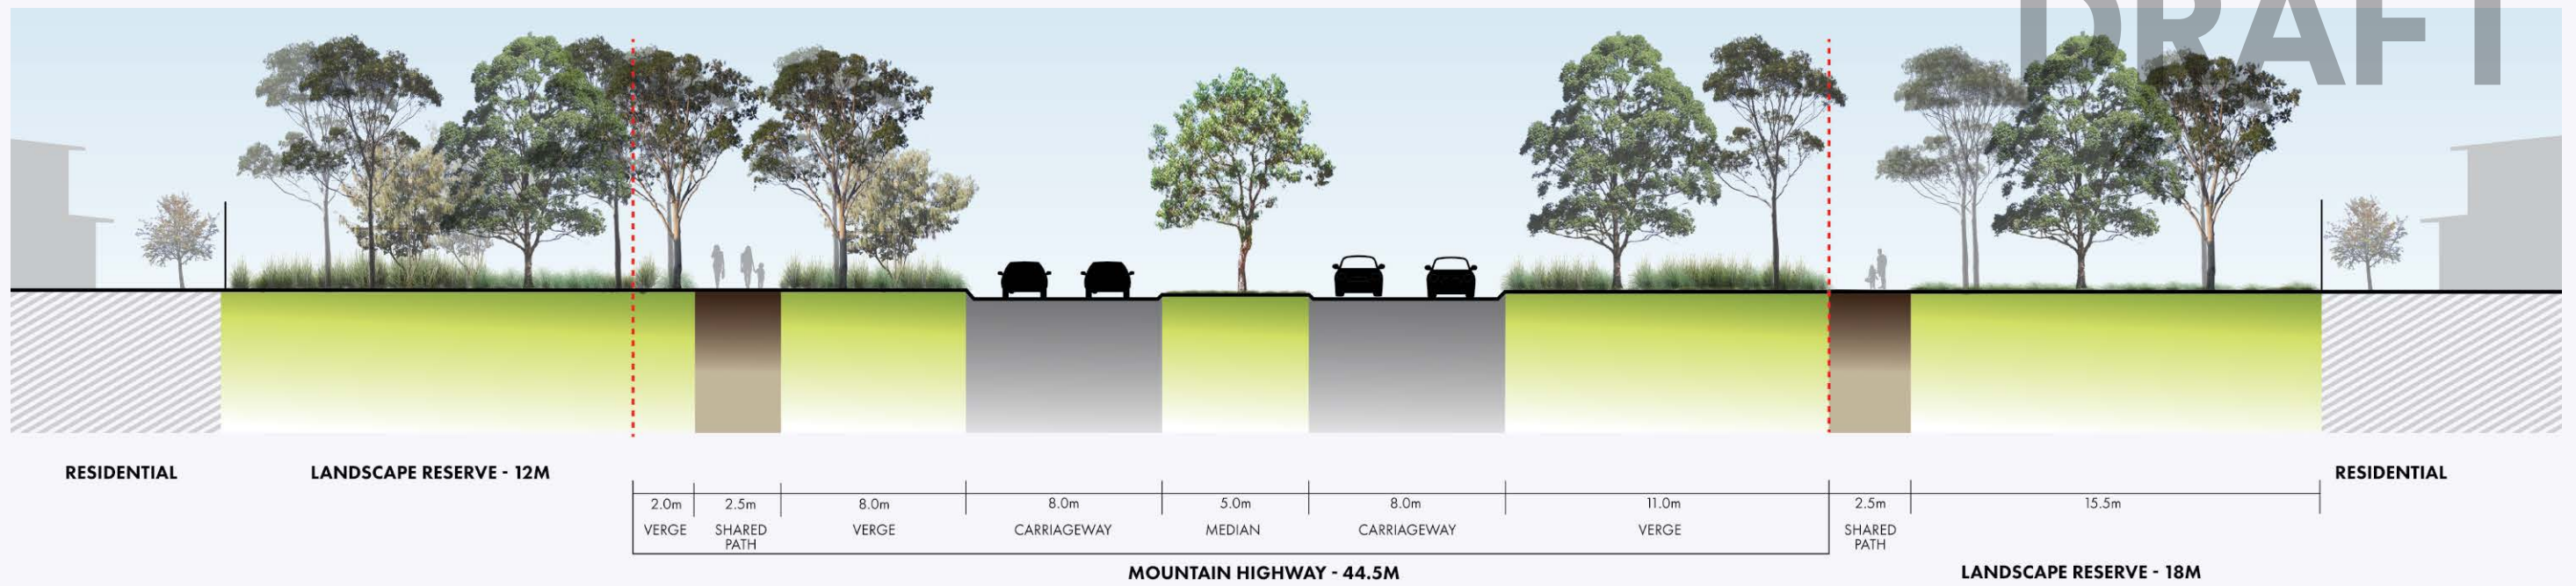 DRAFT
RESIDENTIAL
LANDSCAPE RESERVE - 12M
RESIDENTIAL
2.0m
2.5m
8.0m
8.0m
5.0m
8.0m
11.0m
2.5m
15.5m
VERGE
SHARED
PATH
VERGE
CARRIAGEWAY
MEDIAN
CARRIAGEWAY
VERGE
SHARED
PATH
MOUNTAIN HIGHWAY - 44.5M
LANDSCAPE RESERVE - 18M